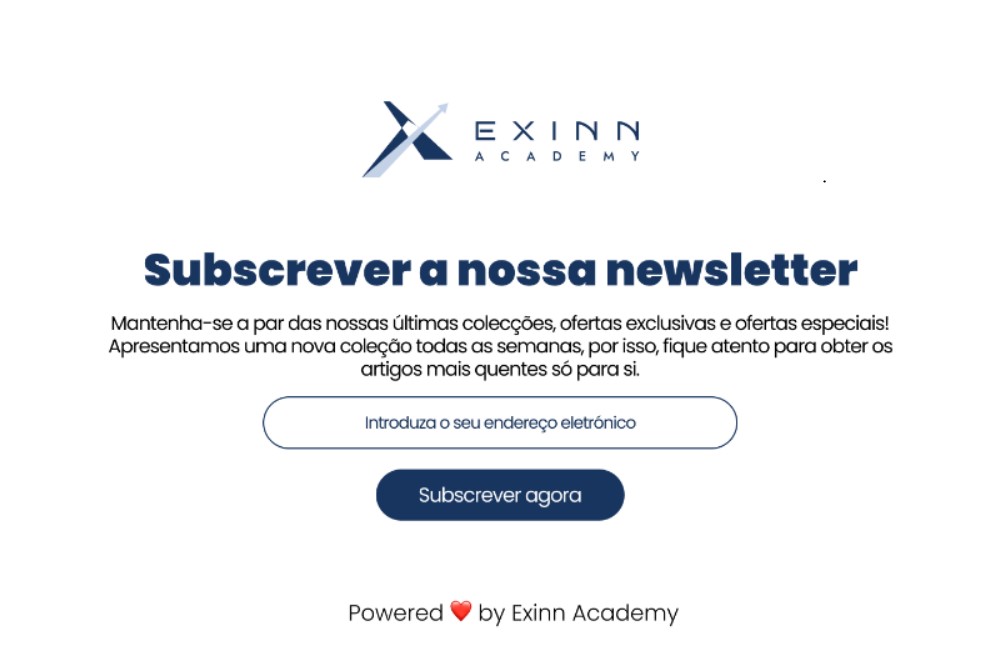 EXINN
ACADEMY
Subscrever a nossa newsletter
Mantenha-se a par das nossas últimas colecções, ofertas exclusivas e ofertas especiais!
Apresentamos uma nova coleção todas as semanas, por isso, fique atento para obter os
artigos mais quentes só para si.
Introduza o seu endereço eletrónico
Subscrever agora
Powered ❤️ by Exinn Academy